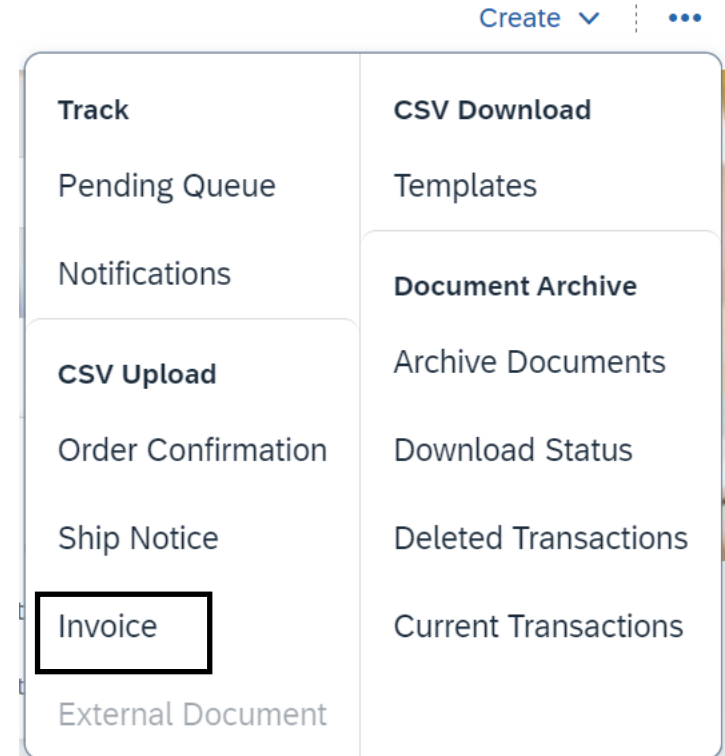 Create
Track
Pending Queue
Notifications
CSV Upload
Order Confirmation
Ship Notice
Invoice
External Document
CSV Download
Templates
Document Archive
Archive Documents
Download Status
Deleted Transactions
Current Transactions